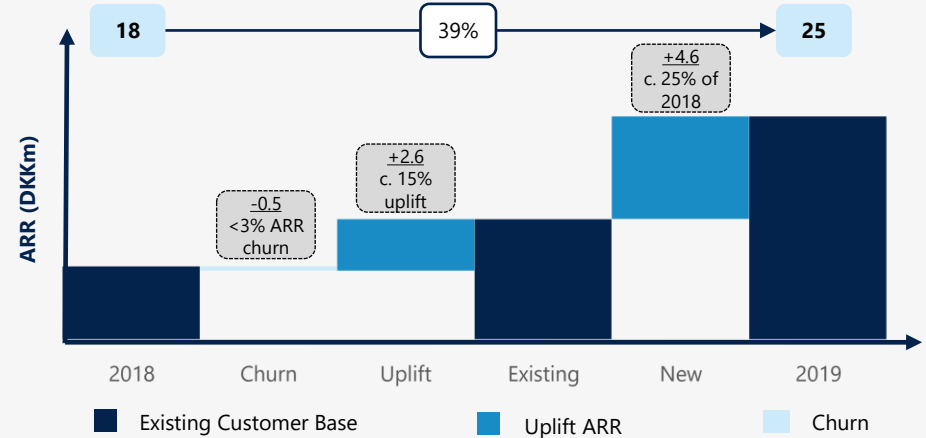 18
39%
25
+4.6
c. 25% of
2018
+2.6
c. 15%
uplift
-0.5
<3% ARR
churn
ARR (DKKm)
2018
Churn
Uplift
Existing
New
2019
Existing Customer Base
Uplift ARR
Churn